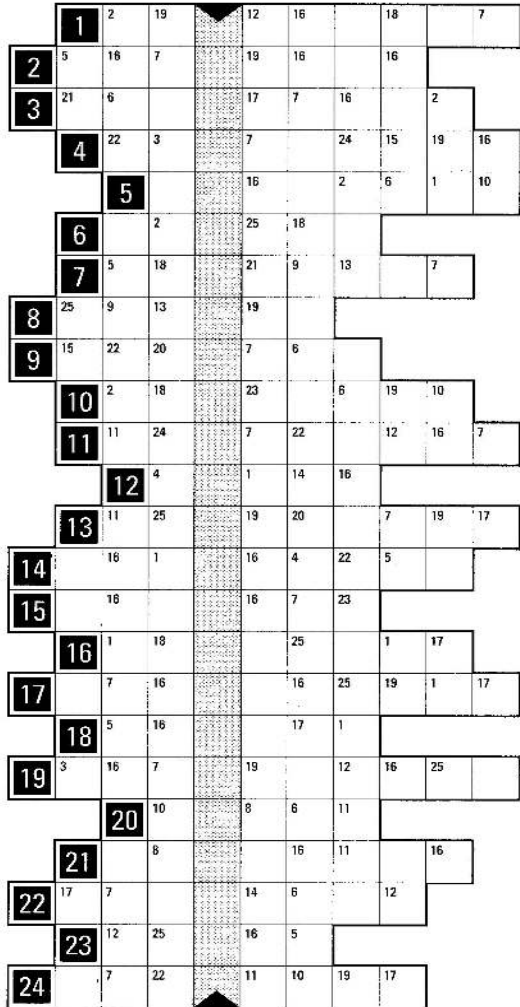 1 2 19 12 16 18 7
2 5 16 7 19 16 16
3 21 6 17 7 16 2
4 22 3 7 24 15 19 16
5 16 2 6 1 10
6 2 25 18
7 5 18 21 9 13 7
8 25 9 13 19
9 15 22 20 7 6
10 2 18 23 6 19 10
11 11 24 7 22 12 16 7
12 4 1 14 16
13 11 25 19 20 7 19 17
14 16 1 16 4 22 5
15 16 16 7 23
16 1 18 25 1 17
17 7 16 16 25 19 1 17
18 5 16 17 1
19 3 16 7 19 12 16 25
20 10 8 6 11
21 8 16 11 16
22 17 7 14 6 12
23 12 25 16 5
24 7 22 11 10 19 17